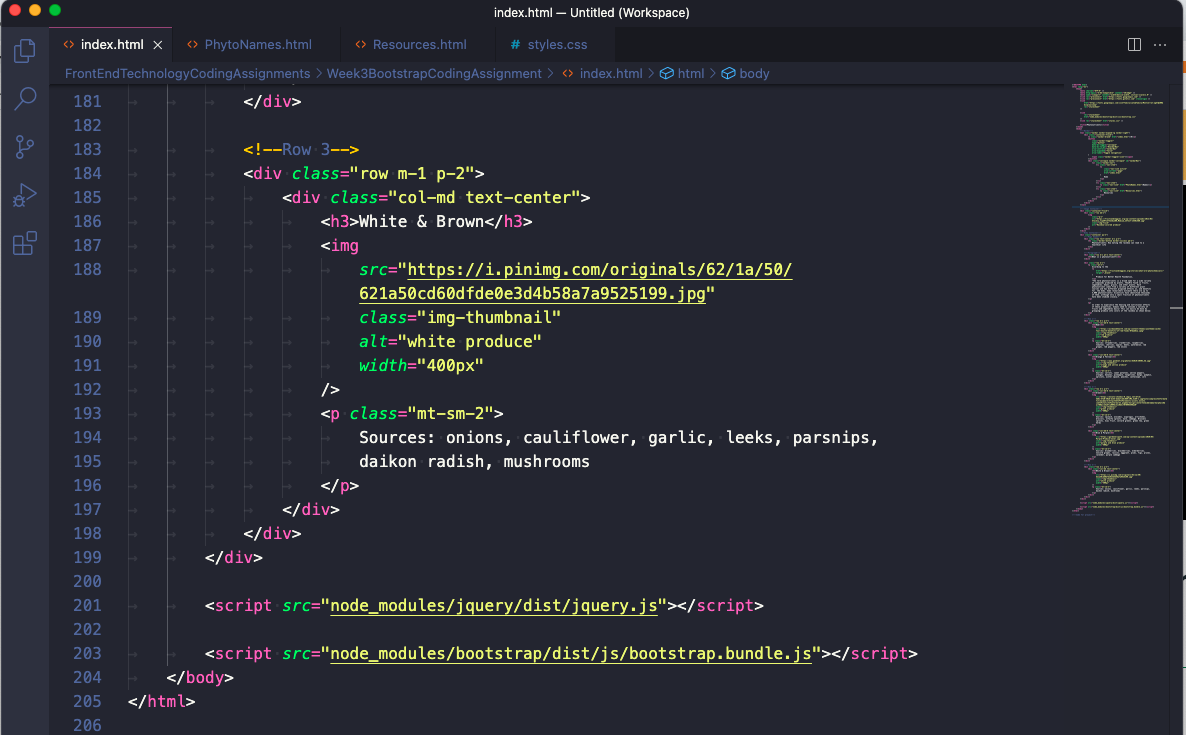 index.html — Untitled (Workspace)
index.html PhytoNames.html Resources.html # styles.css
FrontEndTechnologyCodingAssignments > Week3BootstrapCodingAssignment > index.html > html > body
181 </div>
182
183 <!--Row 3-->
184 <div class="row m-1 p-2">
185 <div class="col-md text-center">
186 <h3>White & Brown</h3>
187 <img
188 src="https://i.pinimg.com/originals/62/1a/50/
621a50cd60dfde0e3d4b58a7a9525199.jpg"
189 class="img-thumbnail"
190 alt="white produce"
191 width="400px"
192 />
193 <p class="mt-sm-2">
194 Sources: onions, cauliflower, garlic, leeks, parsnips,
195 daikon radish, mushrooms
196 </p>
197 </div>
198 </div>
199 </div>
200
201 <script src="node_modules/jquery/dist/jquery.js"></script>
202
203 <script src="node_modules/bootstrap/dist/js/bootstrap.bundle.js"></script>
204 </body>
205 </html>
206